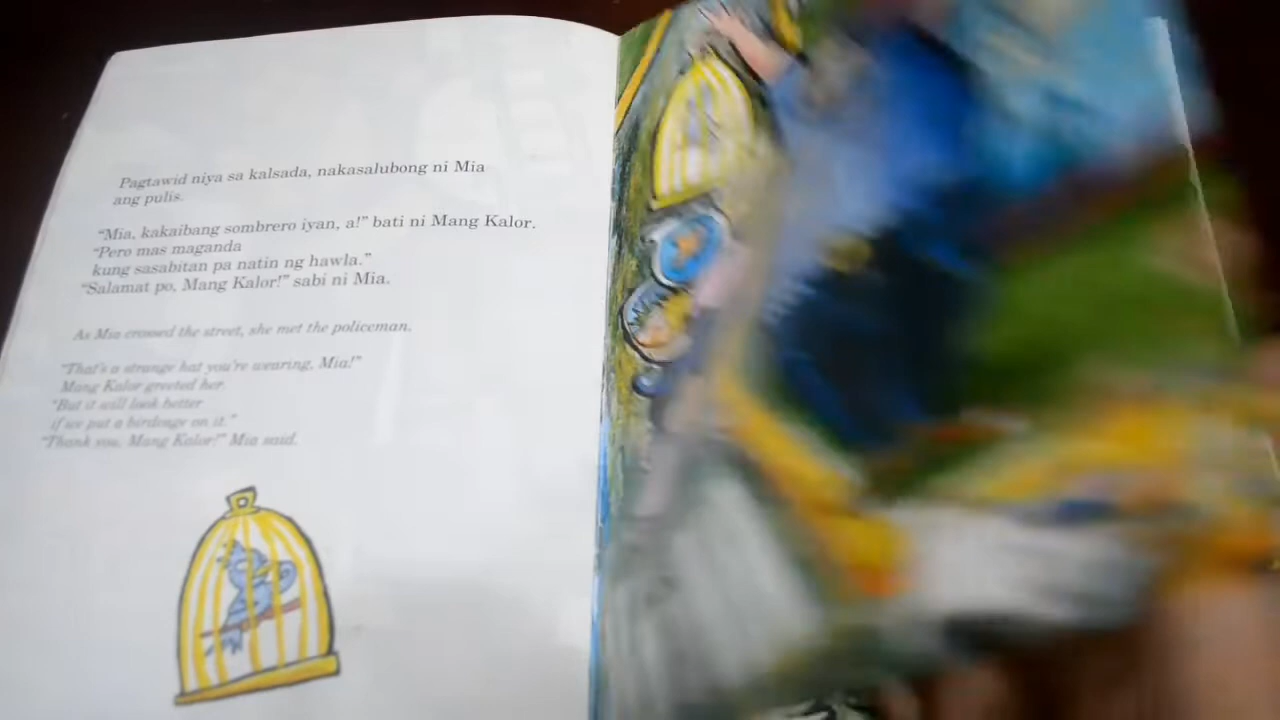 Pagtawid niya sa kalsada, nakasalubong ni Mia
ang pulis.
“Mia, kakaibang sombrero iyan, a!” bati ni Mang Kalor.
“Pero mas maganda
kung sasabitan pa natin ng hawla.”
“Salamat po, Mang Kalor!” sabi ni Mia.
As Mia crossed the street, she met the policeman.
“That's a strange hat you're wearing, Mia!”
Mang Kalor greeted her.
“But it will look better
if we put a birdcage on it.”
“Thank you, Mang Kalor!” Mia said.